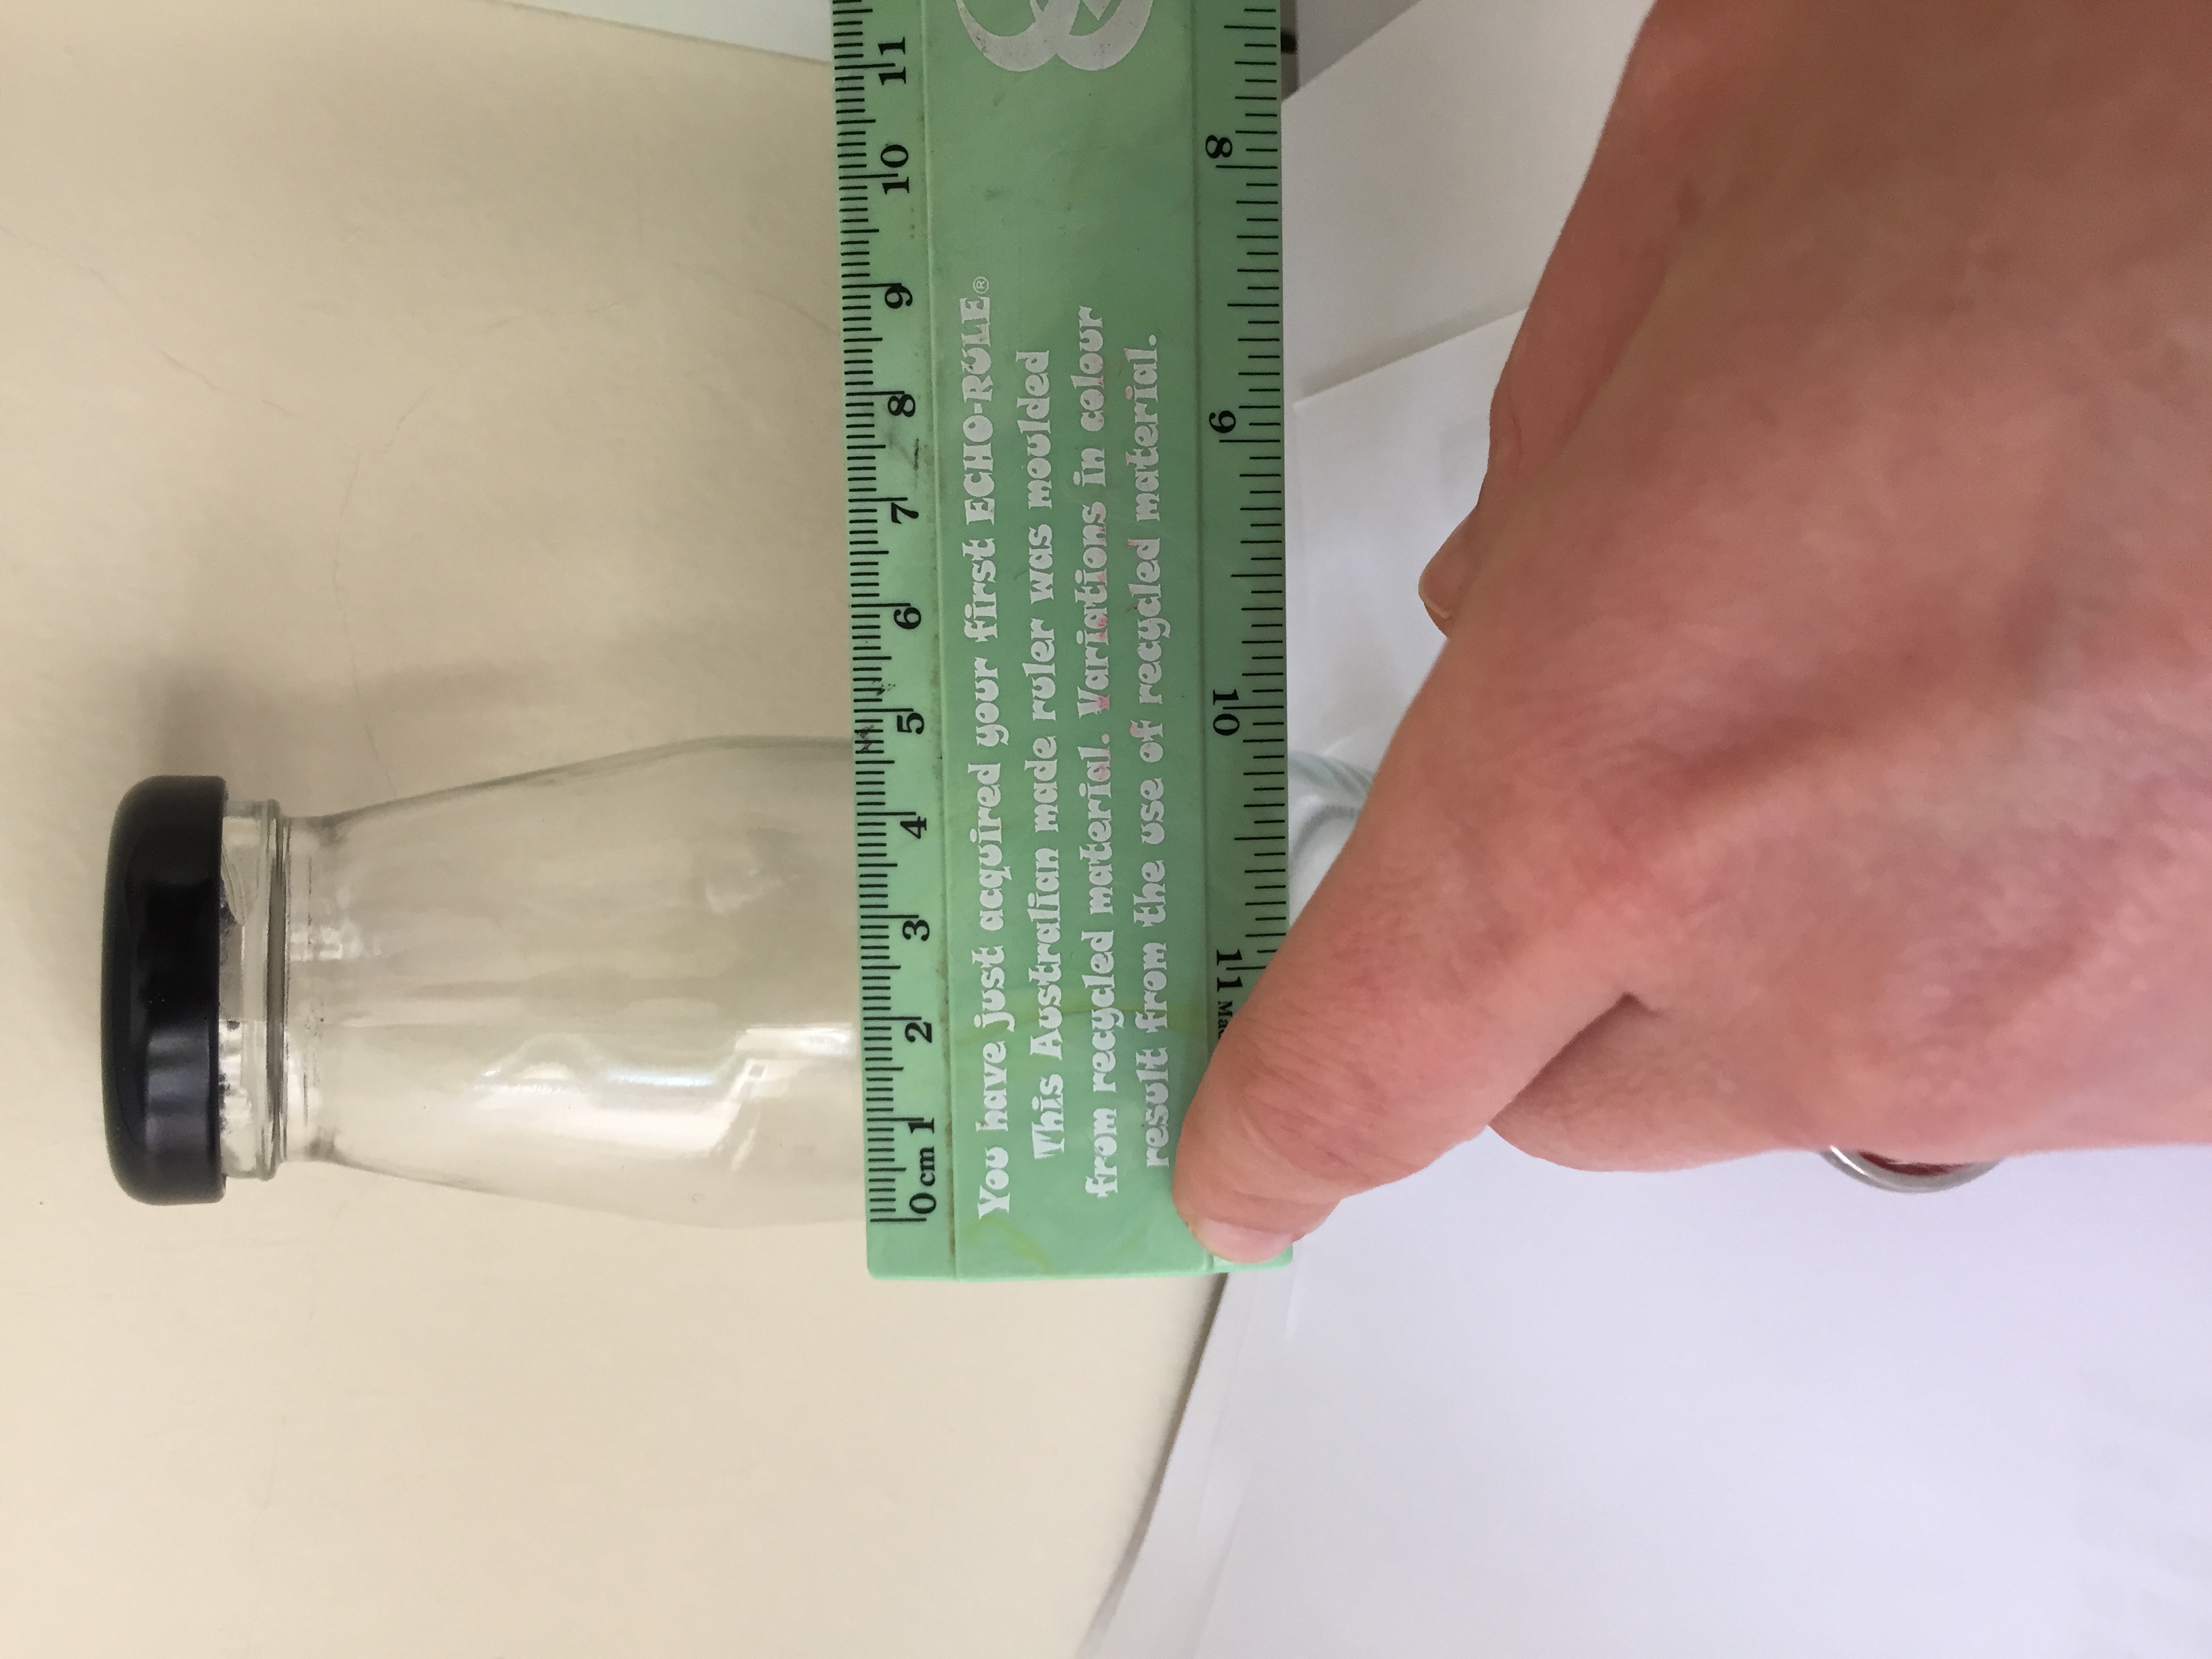 You have just acquired your first ECHO-RULE®
This Australian made ruler was moulded
from recycled material. Variations in colour
result from the use of recycled material.
0 cm 1 2 3 4 5 6 7 8 9 10 11
8 9 10 11